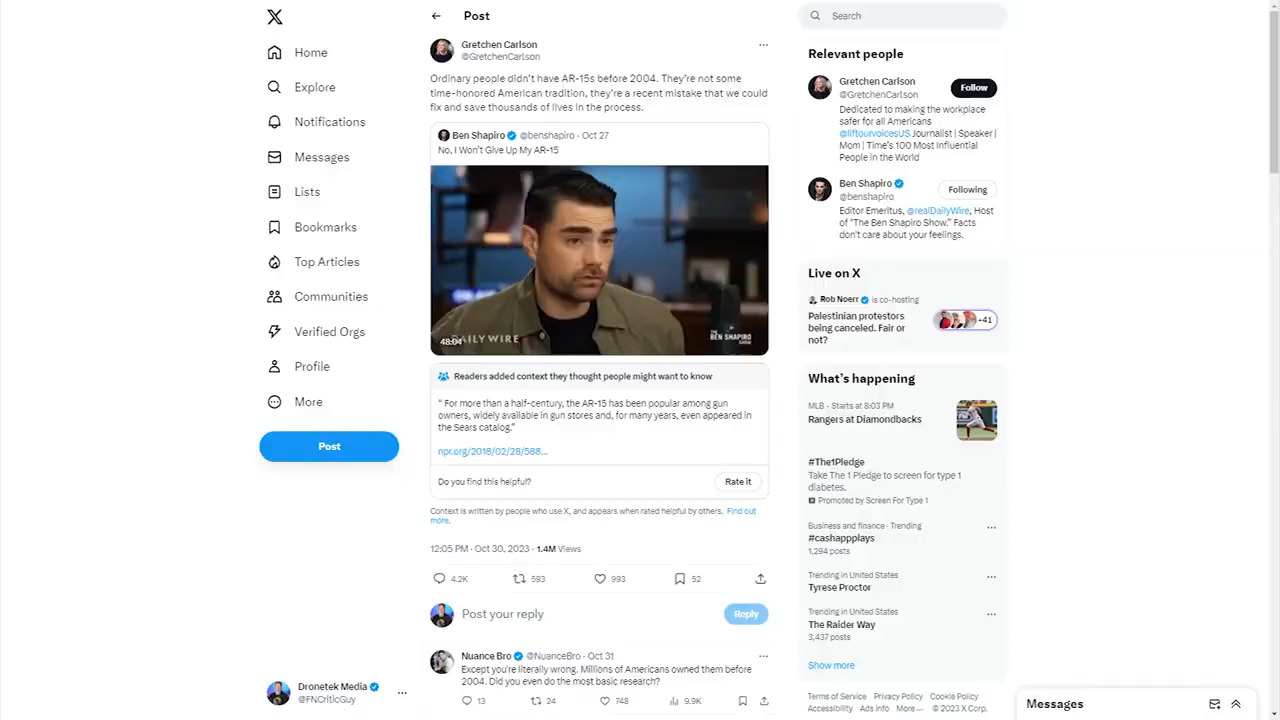 Home
Explore
Notifications
Messages
Lists
Bookmarks
Top Articles
Communities
Verified Orgs
Profile
More
Post
Dronetek Media
@FNCriticGuy
Post
Gretchen Carlson
@GretchenCarlson
Ordinary people didn't have AR-15s before 2004. They're not some
time-honored American tradition, they're a recent mistake that we could
fix and save thousands of lives in the process.
Ben Shapiro @benshapiro · Oct 27
No, I Won't Give Up My AR-15
48:04
DAILY WIRE
THE
BEN SHAPIRO
SHOW
Readers added context they thought people might want to know
" For more than a half-century, the AR-15 has been popular among gun
owners, widely available in gun stores and, for many years, even appeared in
the Sears catalog."
npr.org/2018/02/28/588…
Do you find this helpful?
Rate it
Context is written by people who use X, and appears when rated helpful by others. Find out
more.
12:05 PM · Oct 30, 2023 · 1.4M Views
4.2K 593 993 52
Post your reply
Reply
Nuance Bro @NuanceBro · Oct 31
Except you're literally wrong. Millions of Americans owned them before
2004. Did you even do the most basic research?
13 24 748 9.9K
Search
Relevant people
Gretchen Carlson
@GretchenCarlson
Follow
Dedicated to making the workplace
safer for all Americans
@liftourvoicesUS Journalist | Speaker |
Mom | Time's 100 Most Influential
People in the World
Ben Shapiro
@benshapiro
Following
Editor Emeritus, @realDailyWire, Host
of "The Ben Shapiro Show." Facts
don't care about your feelings.
Live on X
Rob Noerr is co-hosting
Palestinian protestors
being canceled. Fair or
not?
+41
What's happening
MLB · Starts at 8:03 PM
Rangers at Diamondbacks
#The1Pledge
Take The 1 Pledge to screen for type 1
diabetes.
Promoted by Screen For Type 1
Business and finance · Trending
#cashappplays
1,294 posts
Trending in United States
Tyrese Proctor
Trending in United States
The Raider Way
3,437 posts
Show more
Terms of Service Privacy Policy Cookie Policy
Accessibility Ads info More… © 2023 X Corp.
Messages